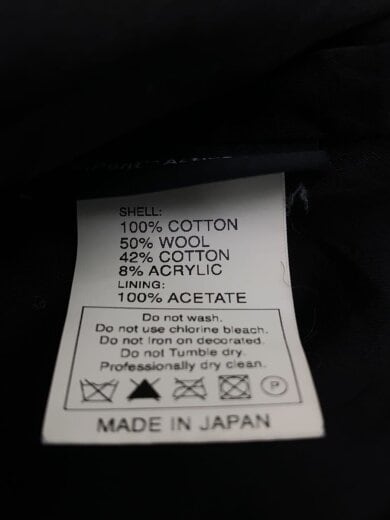 SHELL:
100% COTTON
50% WOOL
42% COTTON
8% ACRYLIC
LINING:
100% ACETATE
Do not wash.
Do not use chlorine bleach.
Do not Iron on decorated.
Do not Tumble dry.
Professionally dry clean.
P
MADE IN JAPAN